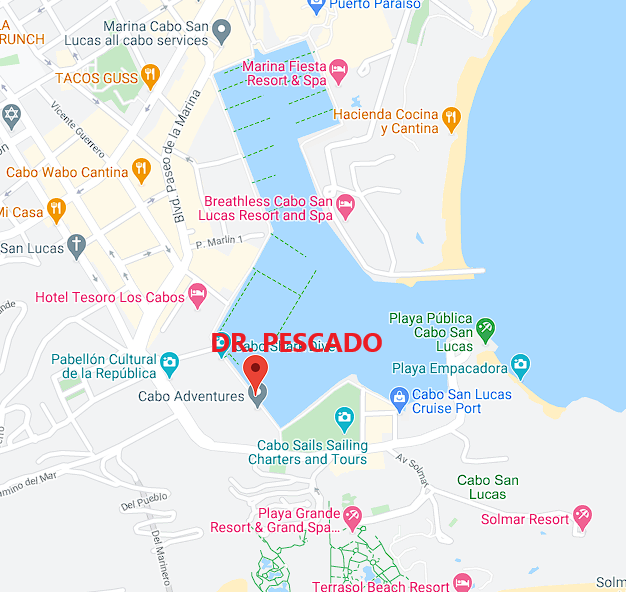 Puerto Paraíso
Marina Cabo San
Lucas all cabo services
LA
RUNCH
Marina Fiesta
Resort & Spa
TACOS GUSS
Vicente Guerrero
Blvd. Paseo de la Marina
Hacienda Cocina
y Cantina
Cabo Wabo Cantina
Breathless Cabo San
Lucas Resort and Spa
Mi Casa
P. Marlin 1
San Lucas
Hotel Tesoro Los Cabos
Playa Pública
Cabo San
Lucas
DR. PESCADO
Pabellón Cultural
de la República
Playa Empacadora
Cabo Adventures
Cabo San Lucas
Cruise Port
Cabo Sails Sailing
Charters and Tours
Av Solmar
Camino del Mar
Cabo San
Lucas
Del Pueblo
Playa Grande
Resort & Grand Spa...
Solmar Resort
Del Marinero
Terrasol Beach Resort
Solm